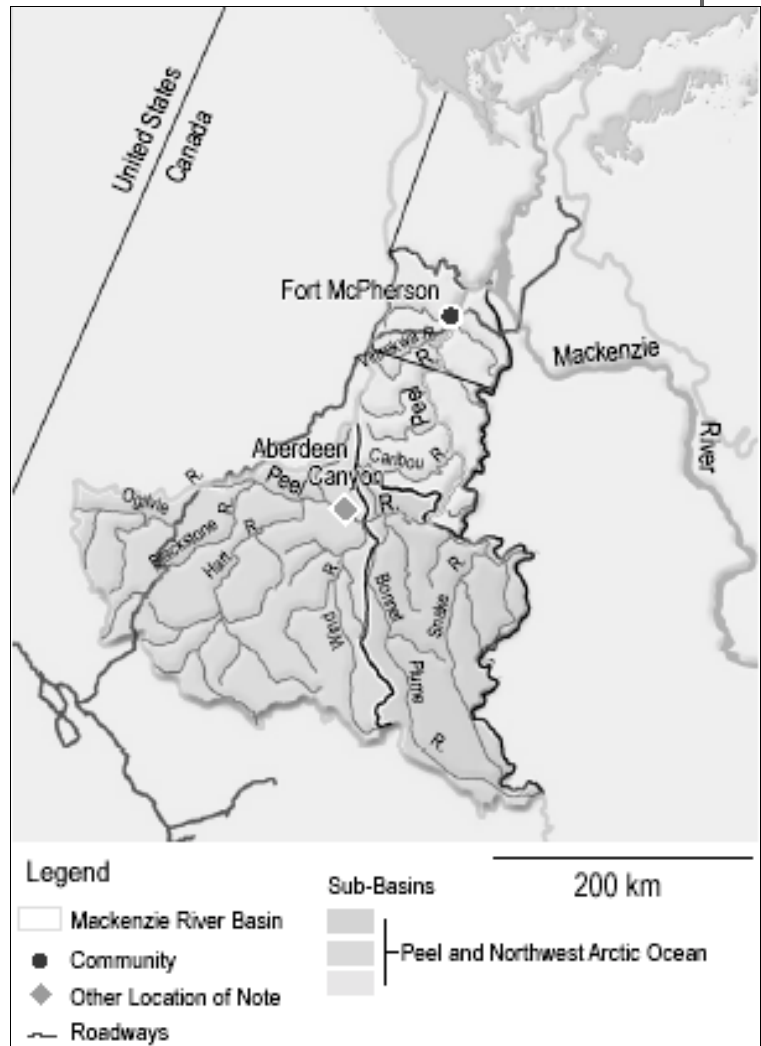 United States
Canada
Fort McPherson
R.
Peel
R.
Mackenzie
River
Aberdeen
Canyon
Caribou R.
R.
Peel
R.
Ogilvie
Blackstone R.
Hart R.
Wind
R.
Bonnet
Plume
R.
Snake
R.
Legend
Mackenzie River Basin
Community
Other Location of Note
Roadways
Sub-Basins
Peel and Northwest Arctic Ocean
200 km